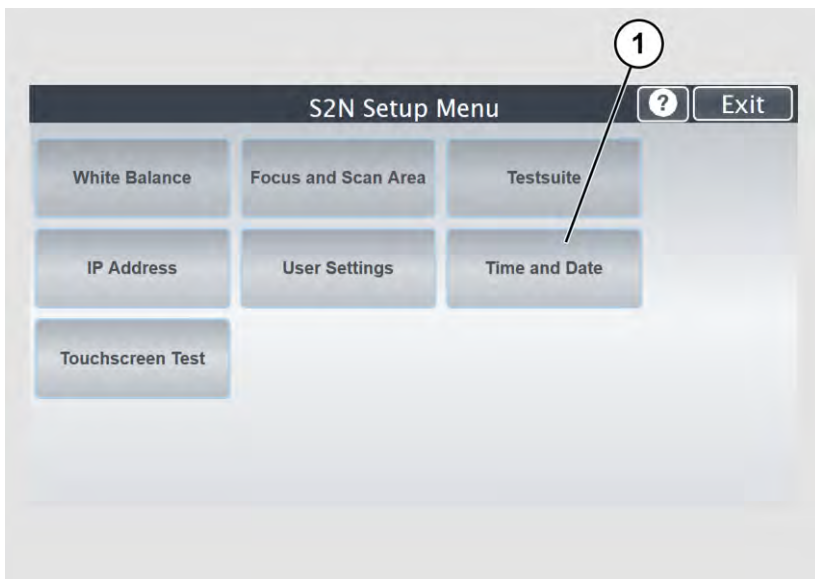 1
S2N Setup Menu ? Exit
White Balance Focus and Scan Area Testsuite
IP Address User Settings Time and Date
Touchscreen Test